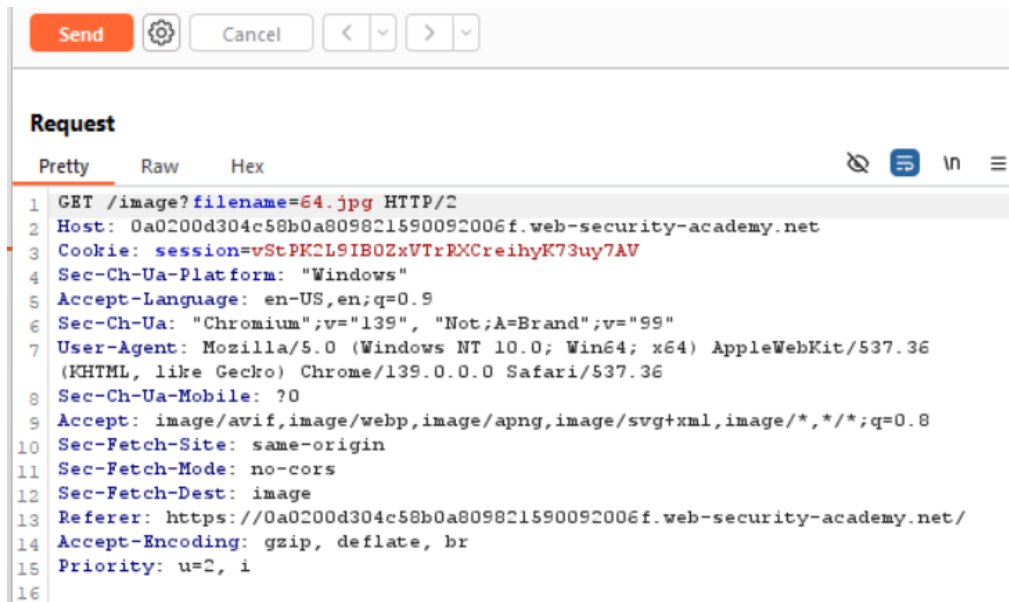 Send Cancel < >
Request
Pretty Raw Hex \n
1 GET /image?filename=64.jpg HTTP/2
2 Host: 0a0200d304c58b0a809821590092006f.web-security-academy.net
3 Cookie: session=vStPK2L9IBOZxVTrRXCreihyK73uy7AV
4 Sec-Ch-Ua-Platform: "Windows"
5 Accept-Language: en-US,en;q=0.9
6 Sec-Ch-Ua: "Chromium";v="139", "Not;A=Brand";v="99"
7 User-Agent: Mozilla/5.0 (Windows NT 10.0; Win64; x64) AppleWebKit/537.36
(KHTML, like Gecko) Chrome/139.0.0.0 Safari/537.36
8 Sec-Ch-Ua-Mobile: ?0
9 Accept: image/avif,image/webp,image/apng,image/svg+xml,image/*,*/*;q=0.8
10 Sec-Fetch-Site: same-origin
11 Sec-Fetch-Mode: no-cors
12 Sec-Fetch-Dest: image
13 Referer: https://0a0200d304c58b0a809821590092006f.web-security-academy.net/
14 Accept-Encoding: gzip, deflate, br
15 Priority: u=2, i
16